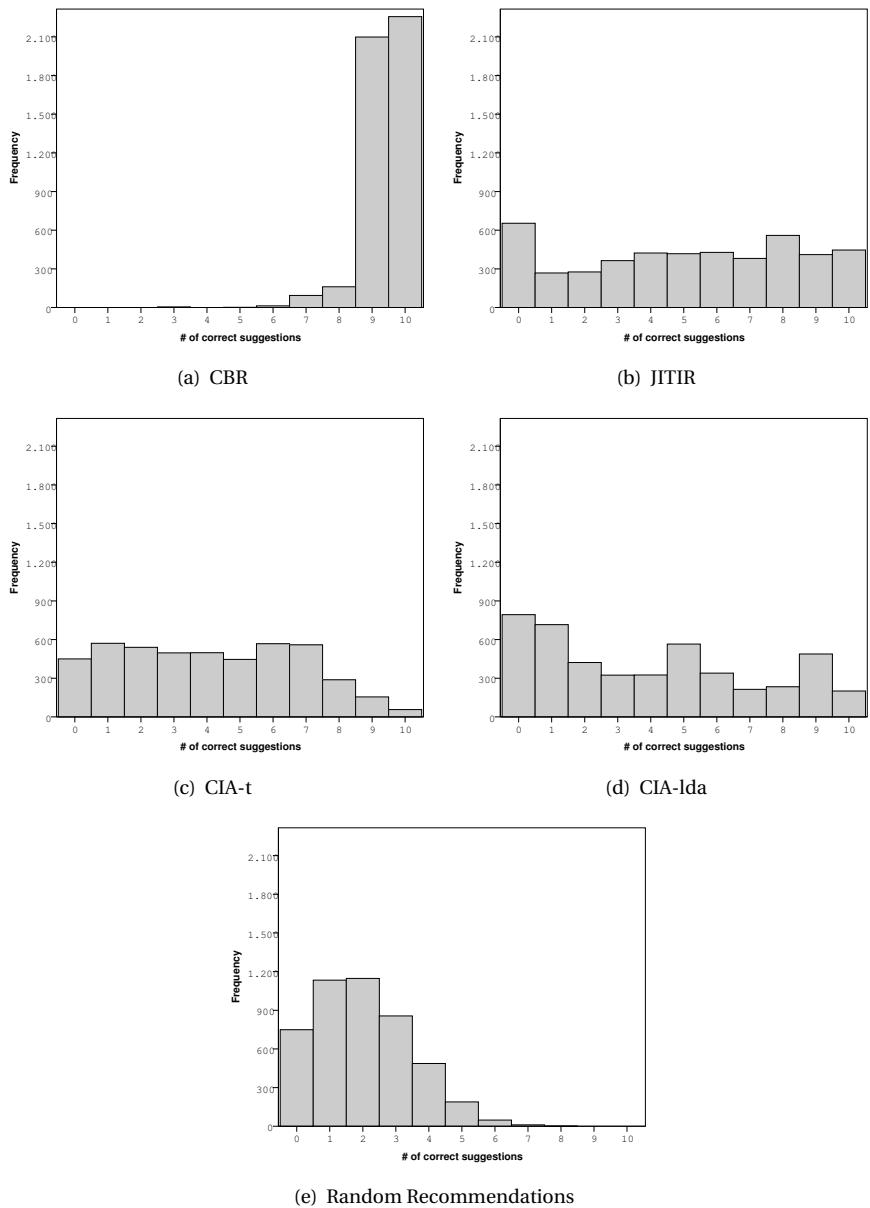 2.100
1.800
1.500
1.200
900
600
300
0
Frequency
0 1 2 3 4 5 6 7 8 9 10
# of correct suggestions
(a) CBR
2.100
1.800
1.500
1.200
900
600
300
0
Frequency
0 1 2 3 4 5 6 7 8 9 10
# of correct suggestions
(b) JITIR
2.100
1.800
1.500
1.200
900
600
300
0
Frequency
0 1 2 3 4 5 6 7 8 9 10
# of correct suggestions
(c) CIA-t
2.100
1.800
1.500
1.200
900
600
300
0
Frequency
0 1 2 3 4 5 6 7 8 9 10
# of correct suggestions
(d) CIA-lda
2.100
1.800
1.500
1.200
900
600
300
0
Frequency
0 1 2 3 4 5 6 7 8 9 10
# of correct suggestions
(e) Random Recommendations